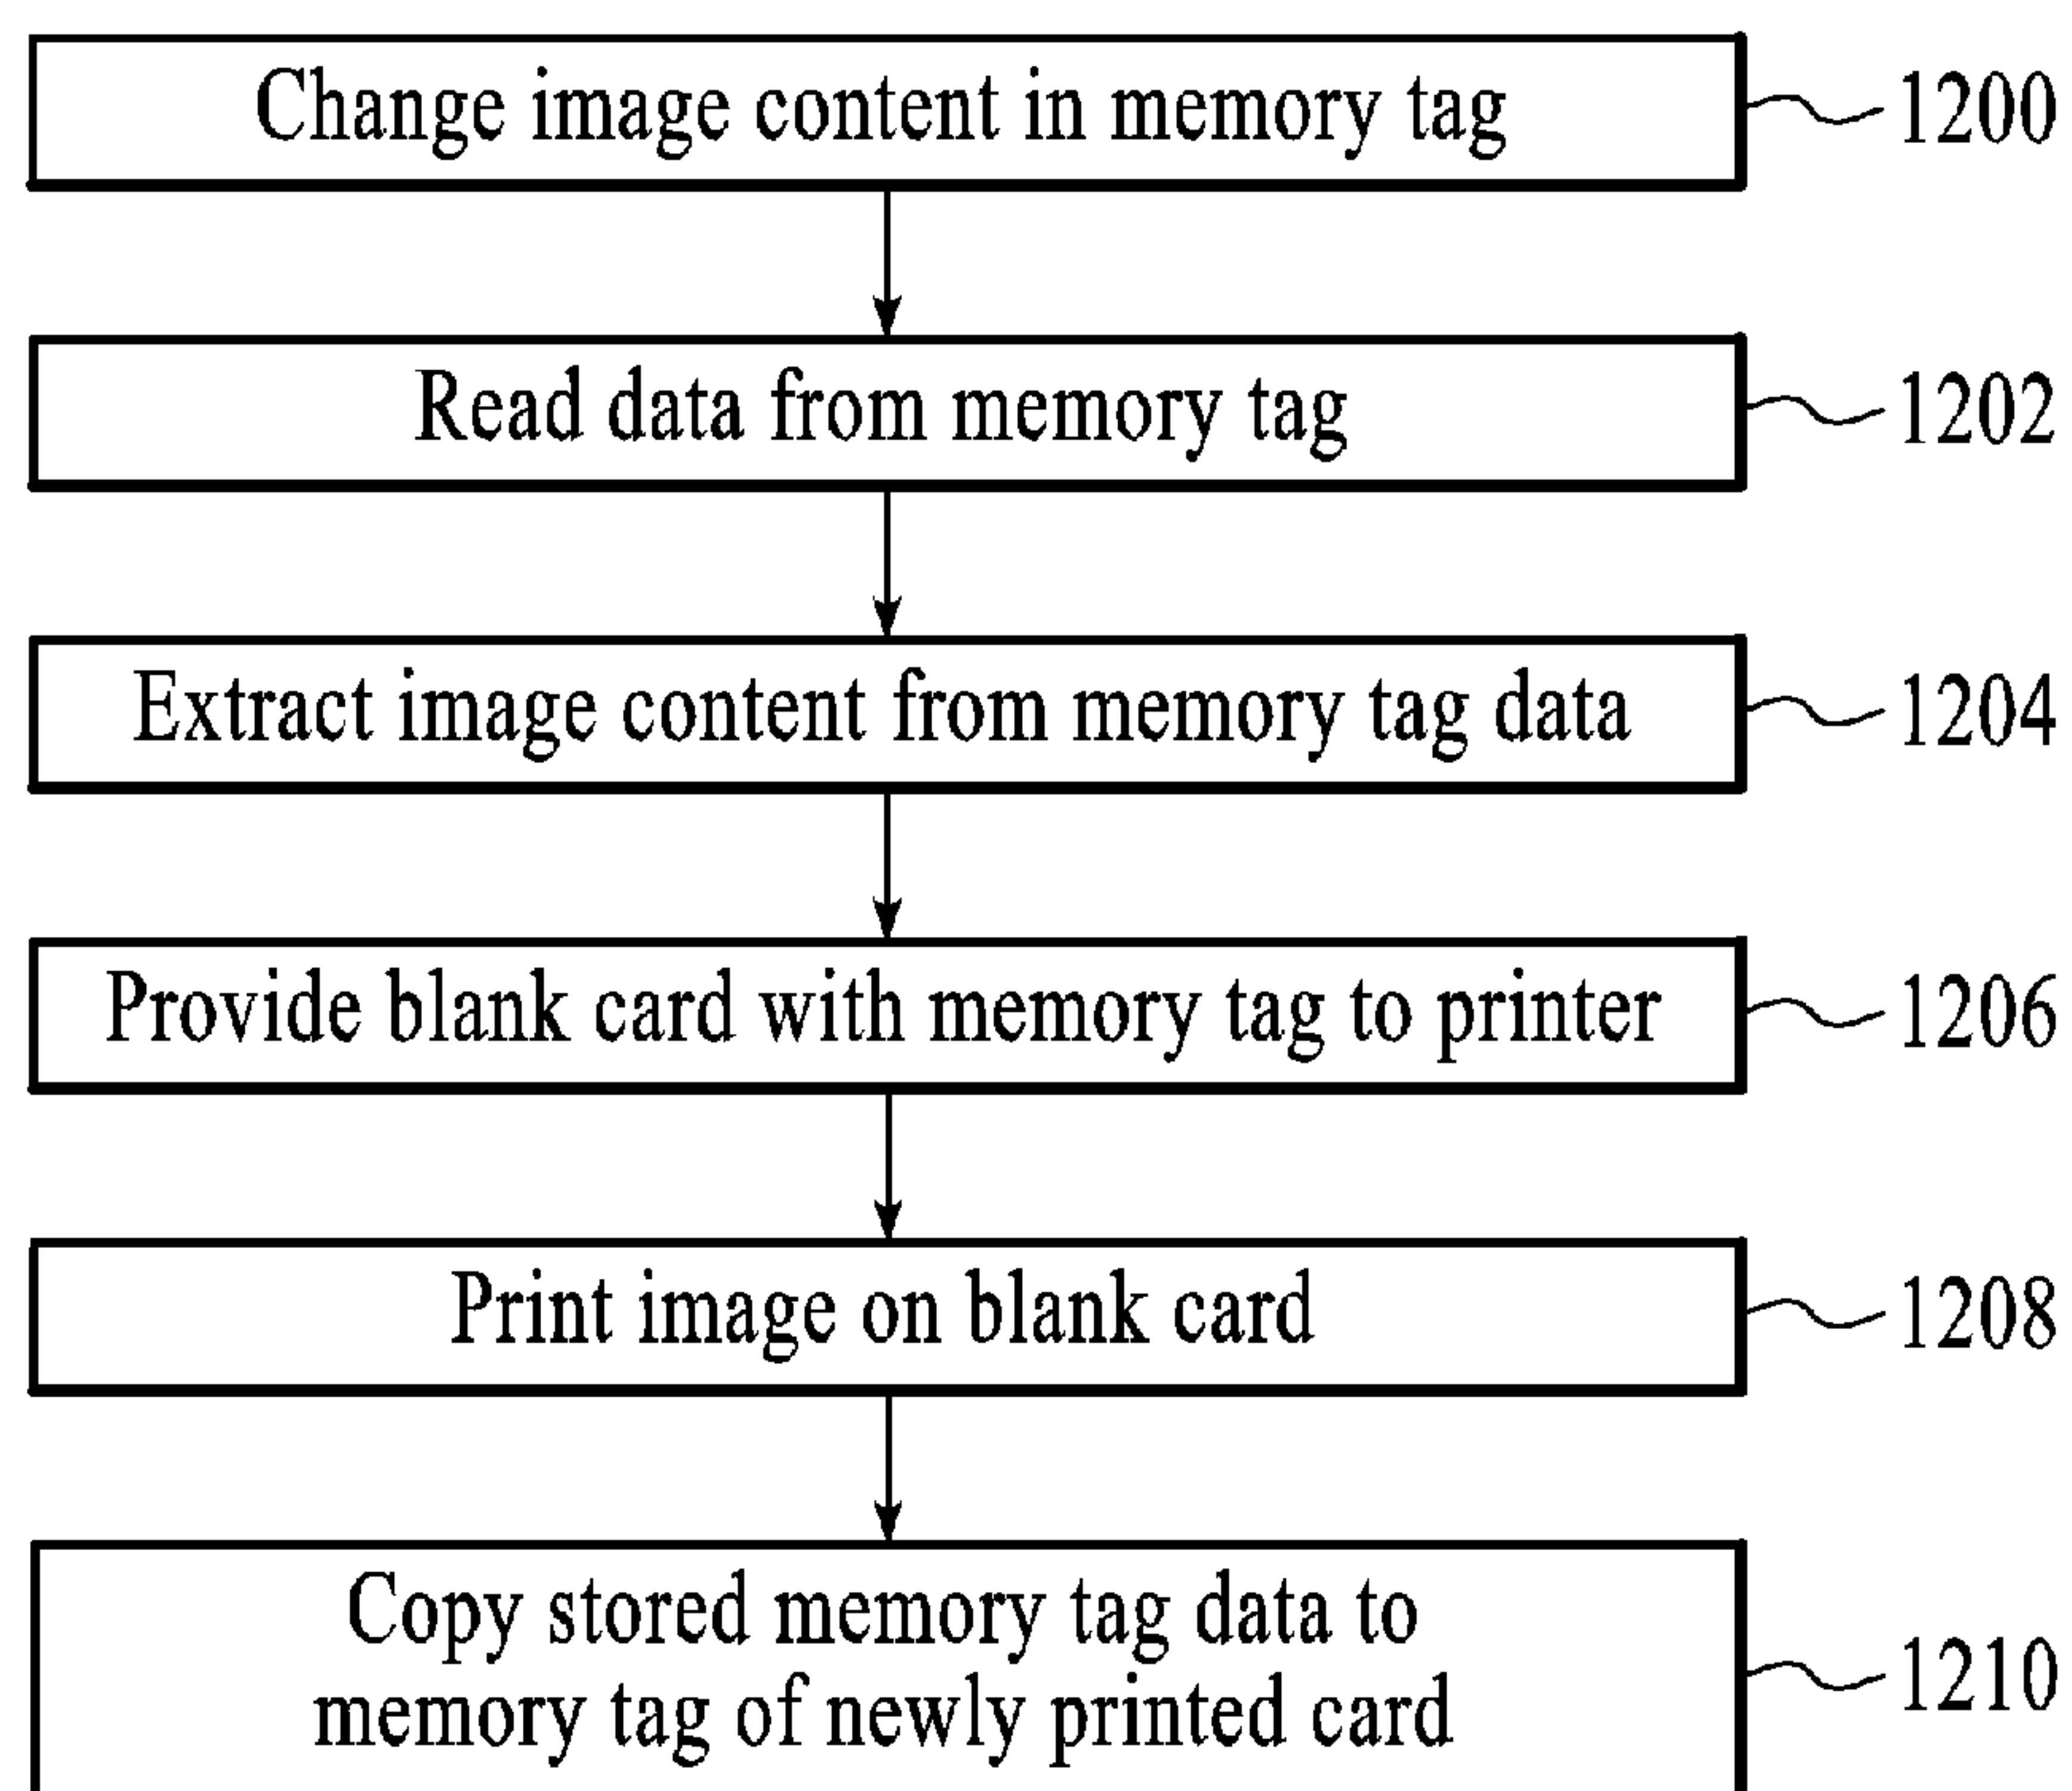 Change image content in memory tag
1200
Read data from memory tag
1202
Extract image content from memory tag data
1204
Provide blank card with memory tag to printer
1206
Print image on blank card
1208
Copy stored memory tag data to
memory tag of newly printed card
1210